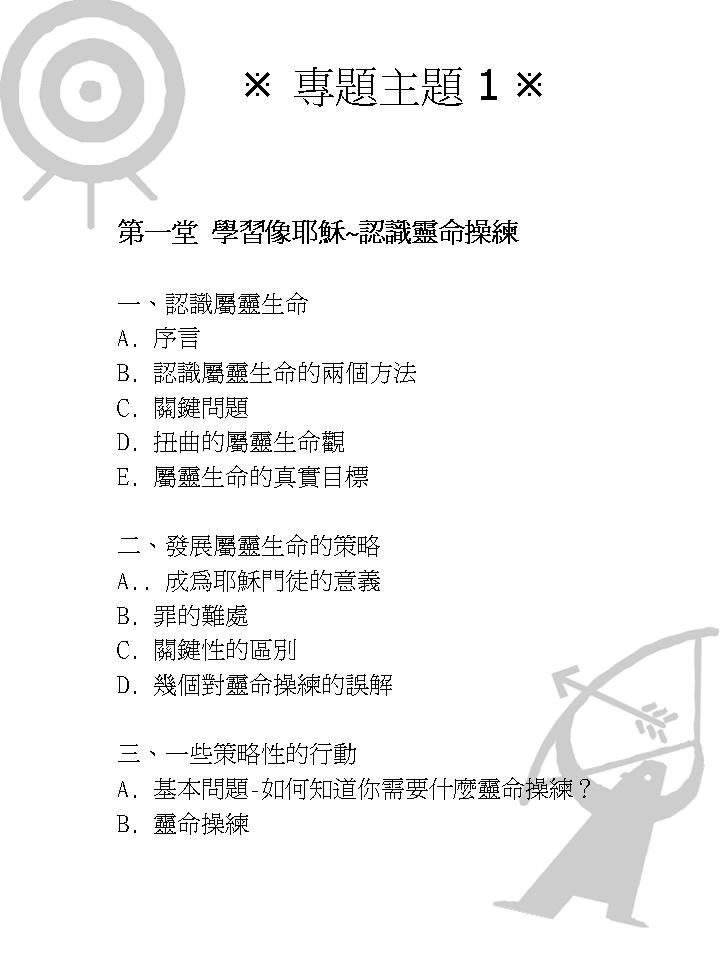 ※ 專題主題 1 ※
第一堂 學習像耶穌~認識靈命操練
一、認識屬靈生命
A. 序言
B. 認識屬靈生命的兩個方法
C. 關鍵問題
D. 扭曲的屬靈生命觀
E. 屬靈生命的真實目標
二、發展屬靈生命的策略
A.. 成為耶穌門徒的意義
B. 罪的難處
C. 關鍵性的區別
D. 幾個對靈命操練的誤解
三、一些策略性的行動
A. 基本問題-如何知道你需要什麼靈命操練？
B. 靈命操練